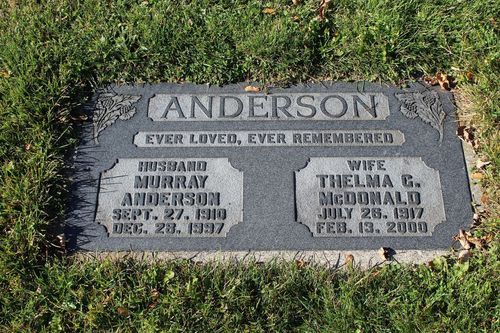 ANDERSON
EVER LOVED, EVER REMEMBERED
HUSBAND
MURRAY
ANDERSON
SEPT. 27, 1910
DEC. 28, 1997
WIFE
THELMA G.
McDONALD
JULY 26, 1917
FEB. 13, 2000